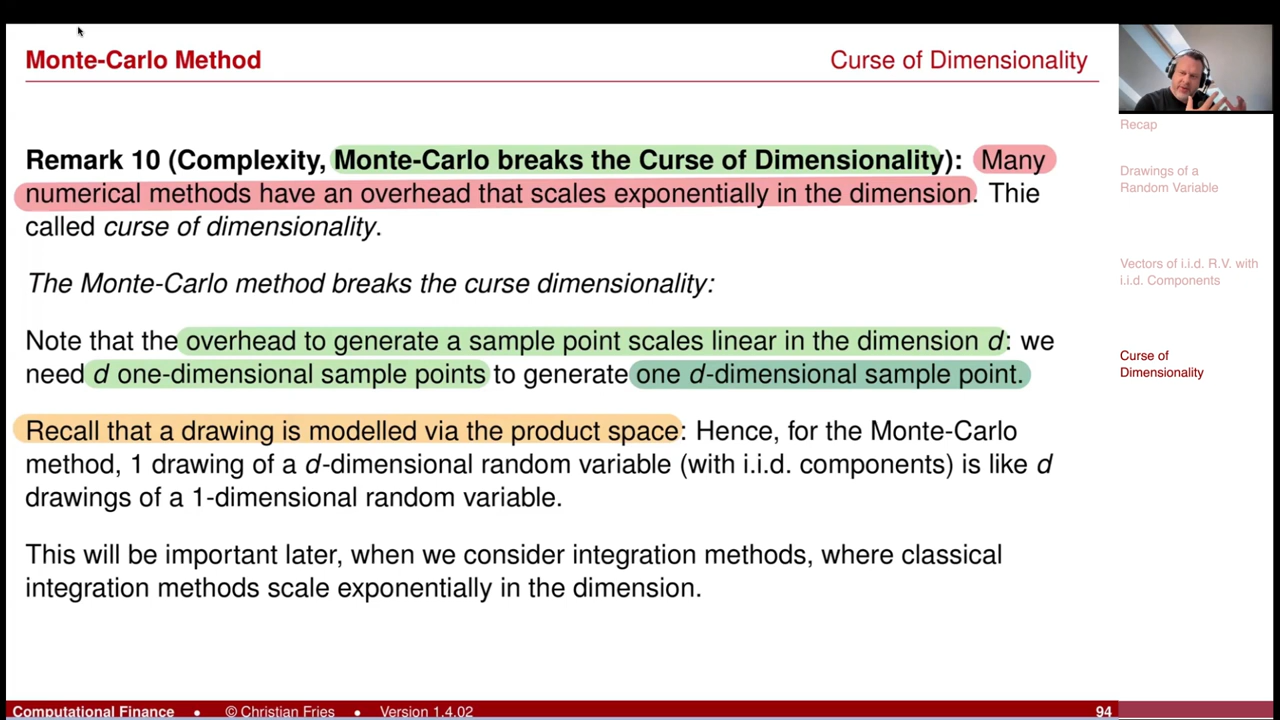 Monte-Carlo Method
Curse of Dimensionality
Remark 10 (Complexity, Monte-Carlo breaks the Curse of Dimensionality): Many
numerical methods have an overhead that scales exponentially in the dimension. Thie
called curse of dimensionality.
The Monte-Carlo method breaks the curse dimensionality:
Note that the overhead to generate a sample point scales linear in the dimension d: we
need d one-dimensional sample points to generate one d-dimensional sample point.
Recall that a drawing is modelled via the product space: Hence, for the Monte-Carlo
method, 1 drawing of a d-dimensional random variable (with i.i.d. components) is like d
drawings of a 1-dimensional random variable.
This will be important later, when we consider integration methods, where classical
integration methods scale exponentially in the dimension.
Recap
Drawings of a
Random Variable
Vectors of i.i.d. R.V. with
i.i.d. Components
Curse of
Dimensionality
Computational Finance • © Christian Fries • Version 1.4.02
94